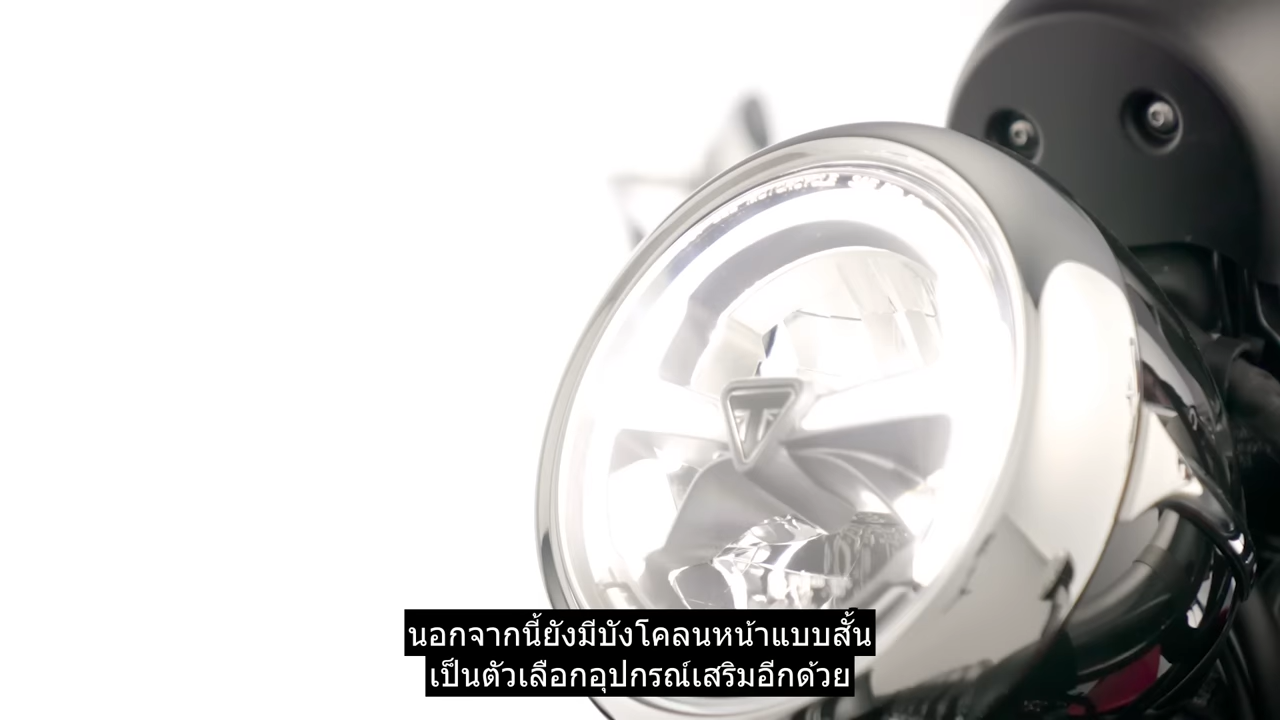 นอกจากนี้ยังมีบังโคลนหน้าแบบสั้น
เป็นตัวเลือกอุปกรณ์เสริมอีกด้วย